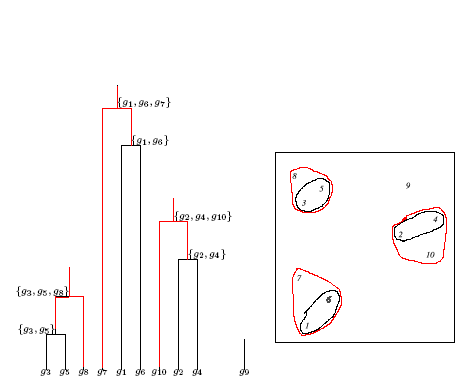 {g1, g6, g7}
{g1, g6}
{g2, g4, g10}
{g2, g4}
{g3, g5, g8}
{g3, g5}
g3 g5 g8 g7 g1 g6 g10 g2 g4 g9
8
5
3
9
2
4
10
7
6
1